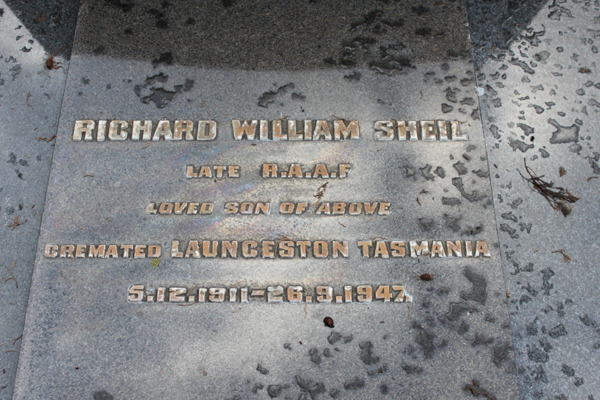 RICHARD WILLIAM SHEIL
LATE R.A.A.F
LOVED SON OF ABOVE
CREMATED LAUNCESTON TASMANIA
5.12.1911-26.9.1947